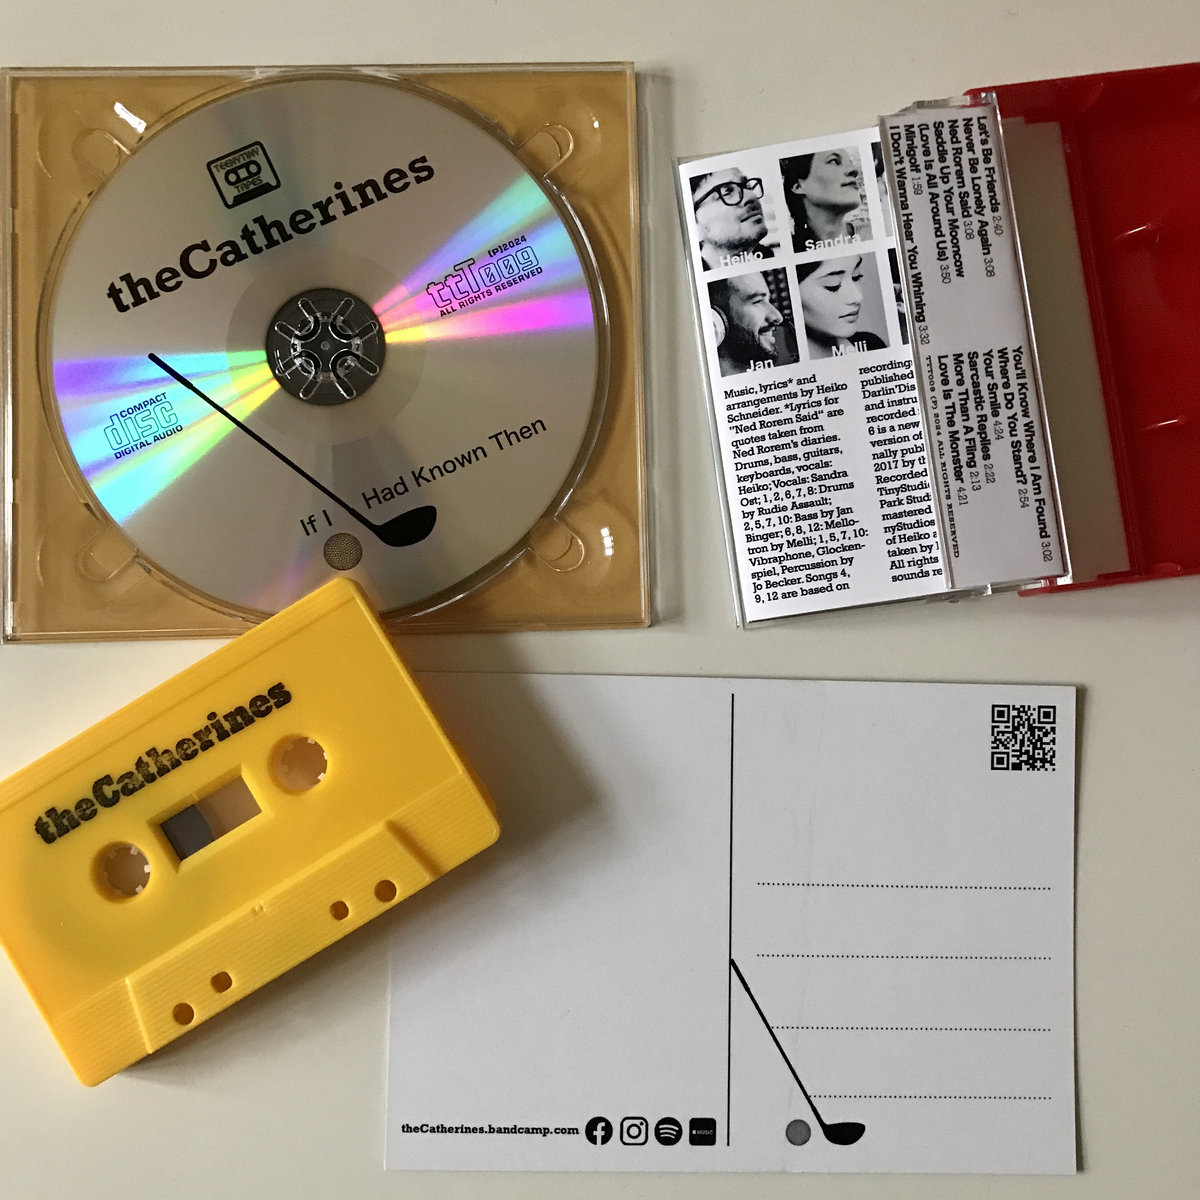 TEENYTINY
TAPES
theCatherines
(P)2024
ttT009
ALL RIGHTS RESERVED
COMPACT
disc
DIGITAL AUDIO
If I Had Known Then
Heiko
Sandra
Jan
Melli
Music, lyrics* and
arrangements by Heiko
Schneider. *Lyrics for
"Ned Rorem Said" are
quotes taken from
Ned Rorem's diaries.
Drums, bass, guitars,
keyboards, vocals:
Heiko; Vocals: Sandra
Ost; 1, 2, 6, 7, 8: Drums
by Rudie Assault;
2, 5, 7, 10: Bass by Jan
Binger; 6, 8, 12: Mello-
tron by Melli; 1, 5, 7, 10:
Vibraphone, Glocken-
spiel, Percussion by
Jo Becker. Songs 4,
9, 12 are based on
recording
published
Darlin'Dis
and instru
recorded
6 is a new
version of
nally publ
2017 by th
Recorded
TinyStudi
Park Stud
mastered
nyStudios
of Heiko
taken by
All rights
sounds re
Let's Be Friends 2:40
Never Be Lonely Again 3:08
Ned Rorem Said 3:08
Saddle Up Your Mooncow
(Love Is All Around Us) 3:50
Minigolf 1:59
I Don't Wanna Hear You Whining 3:32
You'll Know Where I Am Found 3:02
Where Do You Stand? 2:54
Your Smile 4:24
Sarcastic Replies 2:22
More Than A Fling 2:13
Love Is The Monster 4:21
TTT009 (P) 2024 ALL RIGHTS RESERVED
theCatherines
theCatherines.bandcamp.com
MUSIC